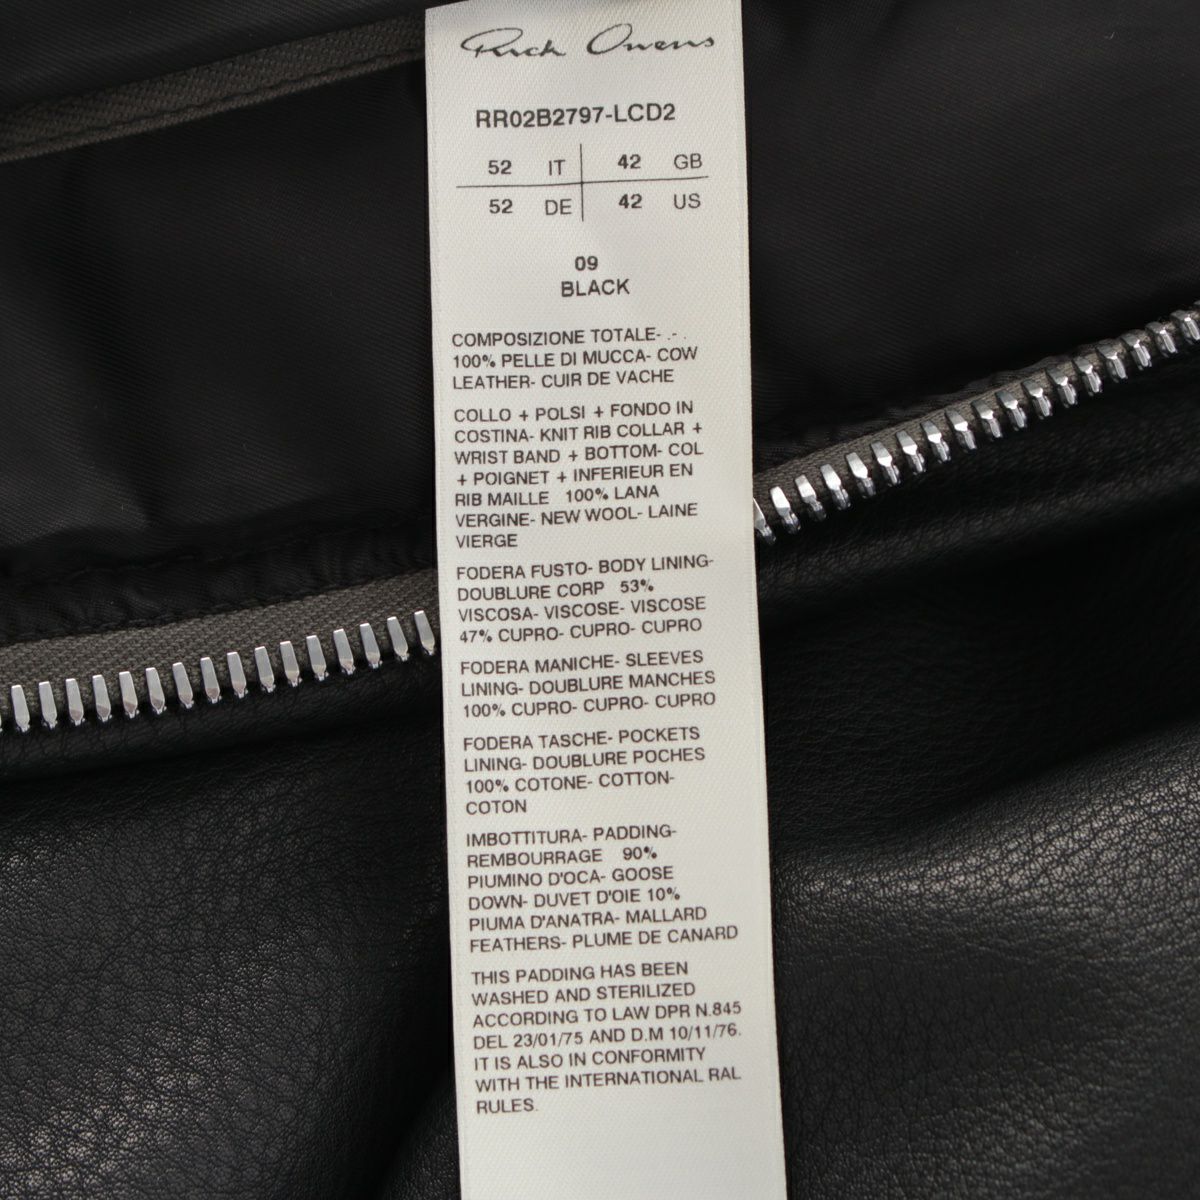 Rick Owens
RR02B2797-LCD2
52 IT 42 GB
52 DE 42 US
09
BLACK
COMPOSIZIONE TOTALE- .- .
100% PELLE DI MUCCA- COW
LEATHER- CUIR DE VACHE
COLLO + POLSI + FONDO IN
COSTINA- KNIT RIB COLLAR +
WRIST BAND + BOTTOM- COL
+ POIGNET + INFERIEUR EN
RIB MAILLE 100% LANA
VERGINE- NEW WOOL- LAINE
VIERGE
FODERA FUSTO- BODY LINING-
DOUBLURE CORP 53%
VISCOSA- VISCOSE- VISCOSE
47% CUPRO- CUPRO- CUPRO
FODERA MANICHE- SLEEVES
LINING- DOUBLURE MANCHES
100% CUPRO- CUPRO- CUPRO
FODERA TASCHE- POCKETS
LINING- DOUBLURE POCHES
100% COTONE- COTTON-
COTON
IMBOTTITURA- PADDING-
REMBOURRAGE 90%
PIUMINO D'OCA- GOOSE
DOWN- DUVET D'OIE 10%
PIUMA D'ANATRA- MALLARD
FEATHERS- PLUME DE CANARD
THIS PADDING HAS BEEN
WASHED AND STERILIZED
ACCORDING TO LAW DPR N.845
DEL 23/01/75 AND D.M 10/11/76.
IT IS ALSO IN CONFORMITY
WITH THE INTERNATIONAL RAL
RULES.